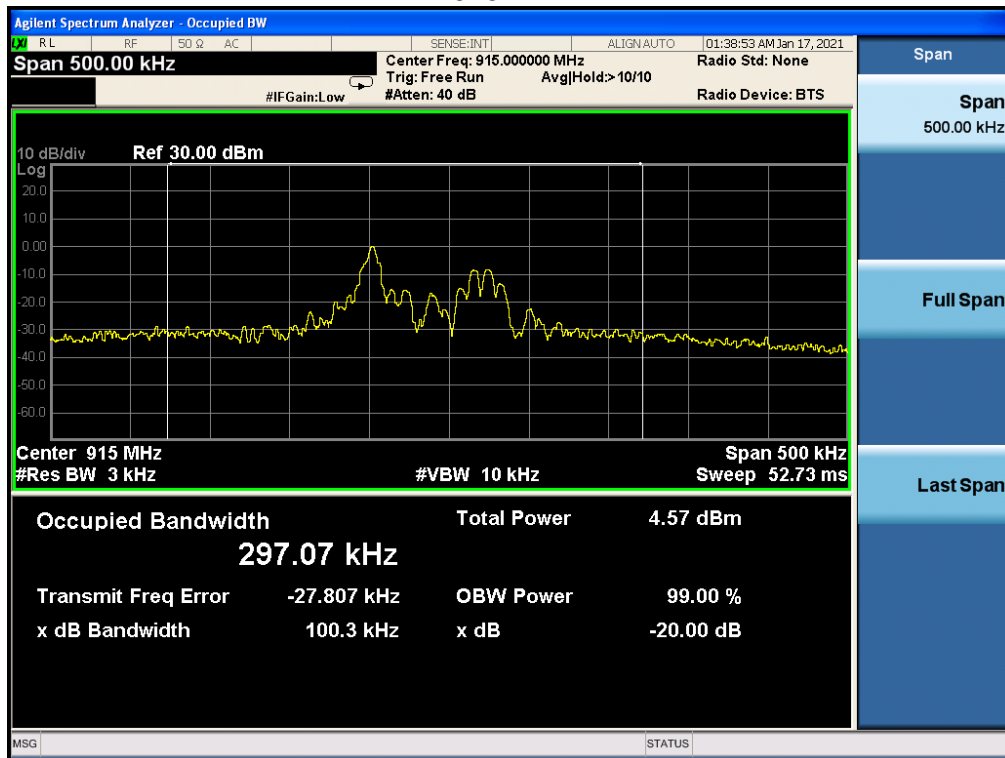 Agilent Spectrum Analyzer - Occupied BW
LXI RL RF 50 Ω AC SENSE:INT ALIGN AUTO 01:38:53 AM Jan 17, 2021
Span 500.00 kHz
Center Freq: 915.000000 MHz Radio Std: None
Trig: Free Run Avg|Hold:>10/10
#IFGain:Low #Atten: 40 dB Radio Device: BTS
10 dB/div Ref 30.00 dBm
Log
20.0
10.0
0.00
-10.0
-20.0
-30.0
-40.0
-50.0
-60.0
Center 915 MHz Span 500 kHz
#Res BW 3 kHz #VBW 10 kHz Sweep 52.73 ms
Occupied Bandwidth Total Power 4.57 dBm
297.07 kHz
Transmit Freq Error -27.807 kHz OBW Power 99.00 %
x dB Bandwidth 100.3 kHz x dB -20.00 dB
MSG STATUS
Span
Span
500.00 kHz
Full Span
Last Span